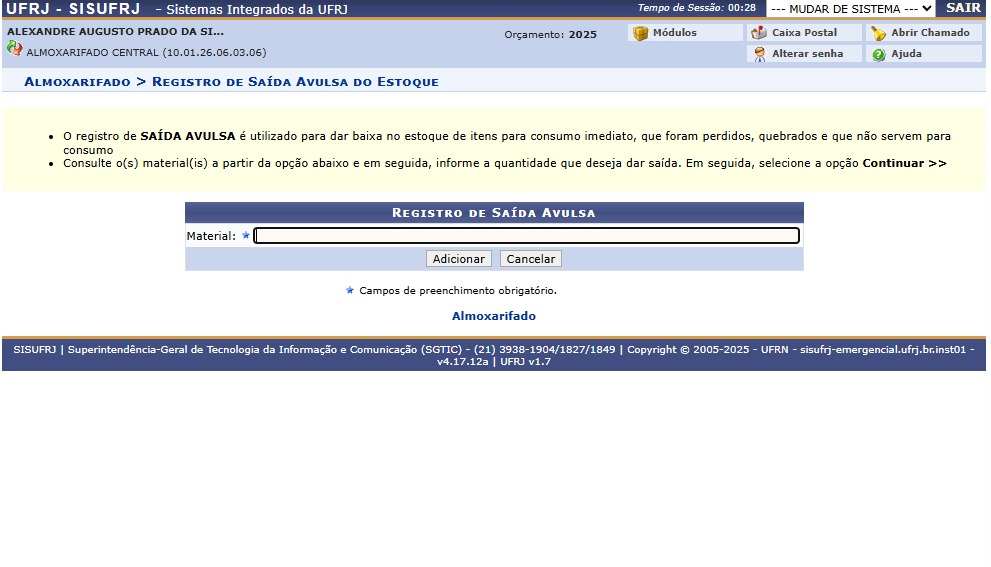 UFRJ - SISUFRJ - Sistemas Integrados da UFRJ
Tempo de Sessão: 00:28 --- MUDAR DE SISTEMA --- SAIR
ALEXANDRE AUGUSTO PRADO DA SI...
ALMOXARIFADO CENTRAL (10.01.26.06.03.06)
Orçamento: 2025
Módulos Caixa Postal Abrir Chamado
Alterar senha Ajuda
Almoxarifado > Registro de Saída Avulsa do Estoque
• O registro de SAÍDA AVULSA é utilizado para dar baixa no estoque de itens para consumo imediato, que foram perdidos, quebrados e que não servem para
consumo
• Consulte o(s) material(is) a partir da opção abaixo e em seguida, informe a quantidade que deseja dar saída. Em seguida, selecione a opção Continuar >>
Registro de Saída Avulsa
Material:
Adicionar Cancelar
Campos de preenchimento obrigatório.
Almoxarifado
SISUFRJ | Superintendência-Geral de Tecnologia da Informação e Comunicação (SGTIC) - (21) 3938-1904/1827/1849 | Copyright © 2005-2025 - UFRN - sisufrj-emergencial.ufrj.br.inst01 -
v4.17.12a | UFRJ v1.7